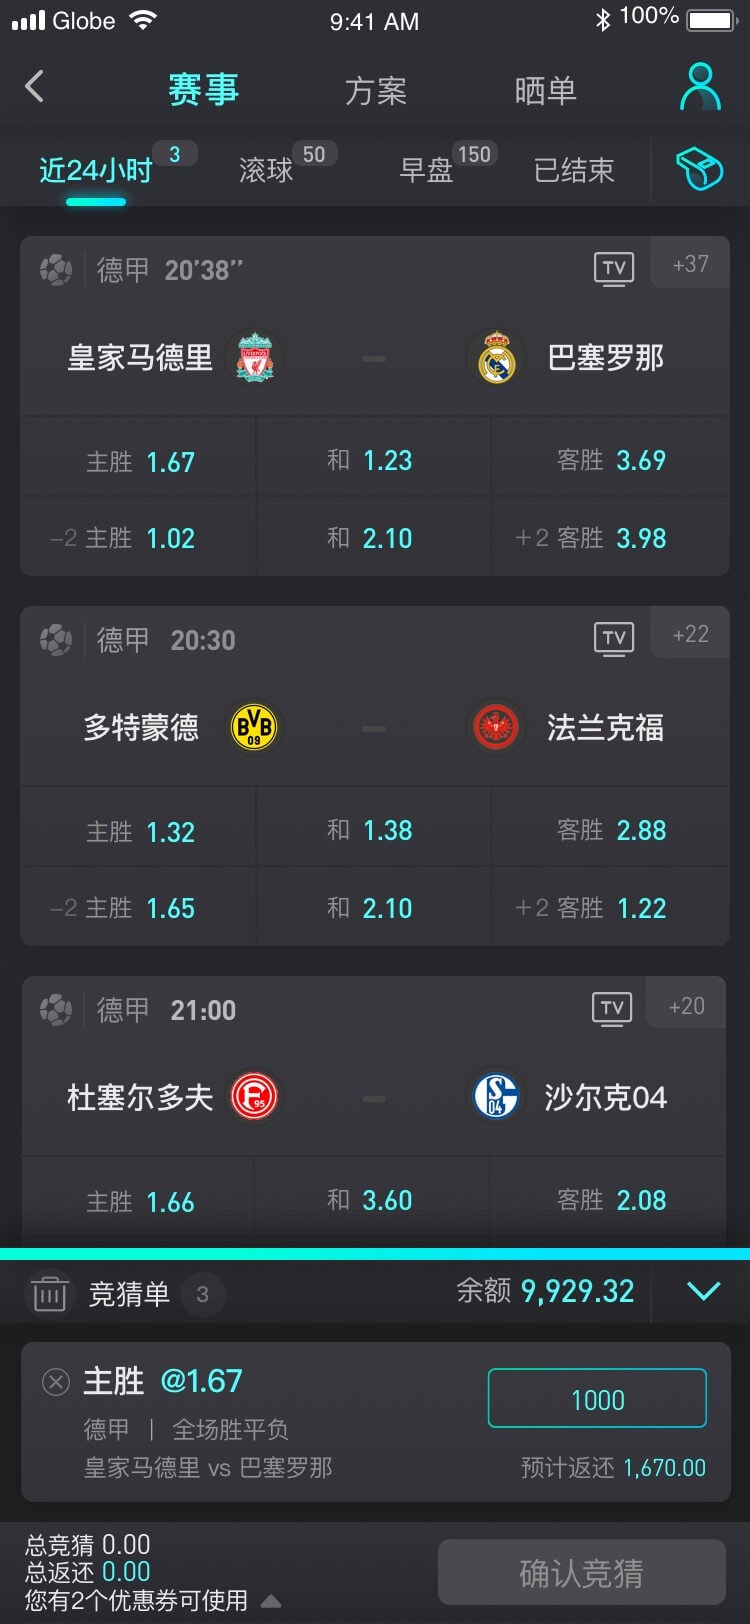 Globe 9:41 AM 100%
赛事 方案 晒单
近24小时 3 滚球 50 早盘 150 已结束
德甲 20’38’’ TV +37
皇家马德里 LIVERPOOL – 巴塞罗那
主胜 1.67 和 1.23 客胜 3.69
-2 主胜 1.02 和 2.10 +2 客胜 3.98
德甲 20:30 TV +22
多特蒙德 BVB 09 – 法兰克福
主胜 1.32 和 1.38 客胜 2.88
-2 主胜 1.65 和 2.10 +2 客胜 1.22
德甲 21:00 TV +20
杜塞尔多夫 F 95 – S 04 沙尔克04
主胜 1.66 和 3.60 客胜 2.08
竞猜单 3 余额 9,929.32
主胜 @1.67 1000
德甲 | 全场胜平负
皇家马德里 vs 巴塞罗那 预计返还 1,670.00
总竞猜 0.00
总返还 0.00
您有2个优惠券可使用
确认竞猜